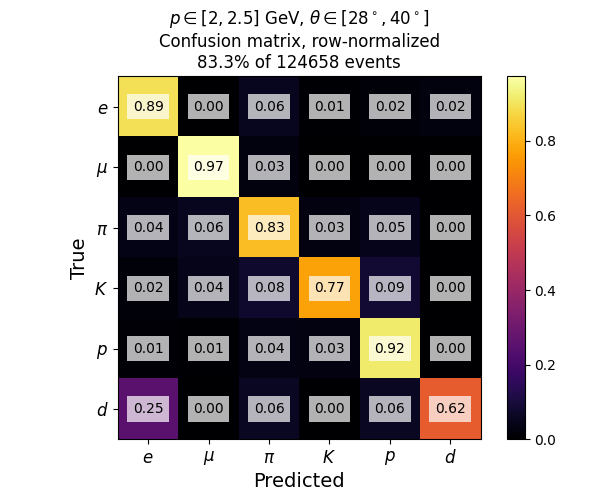 p ∈ [2, 2.5] GeV, θ ∈ [28°, 40°]
Confusion matrix, row-normalized
83.3% of 124658 events
e 0.89 0.00 0.06 0.01 0.02 0.02
μ 0.00 0.97 0.03 0.00 0.00 0.00
π 0.04 0.06 0.83 0.03 0.05 0.00
K 0.02 0.04 0.08 0.77 0.09 0.00
p 0.01 0.01 0.04 0.03 0.92 0.00
d 0.25 0.00 0.06 0.00 0.06 0.62
e μ π K p d
True
Predicted
0.8
0.6
0.4
0.2
0.0